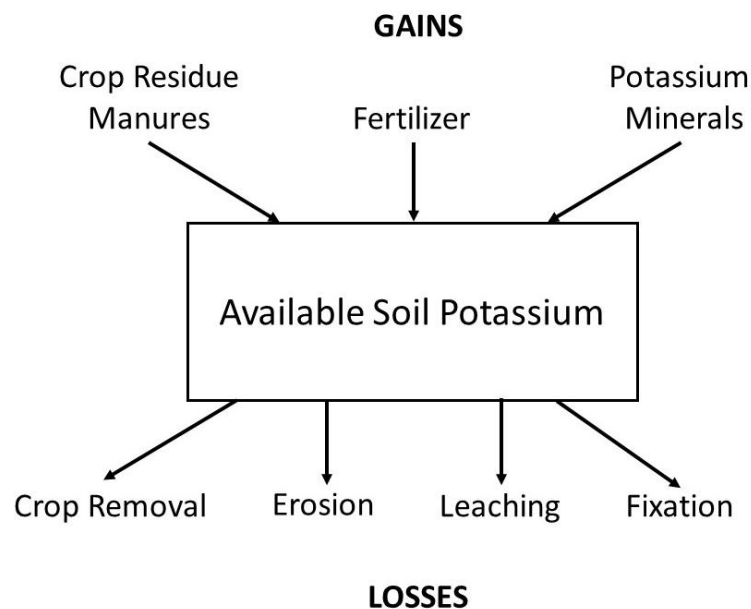 GAINS
Crop Residue
Manures
Fertilizer
Potassium
Minerals
Available Soil Potassium
Crop Removal
Erosion
Leaching
Fixation
LOSSES